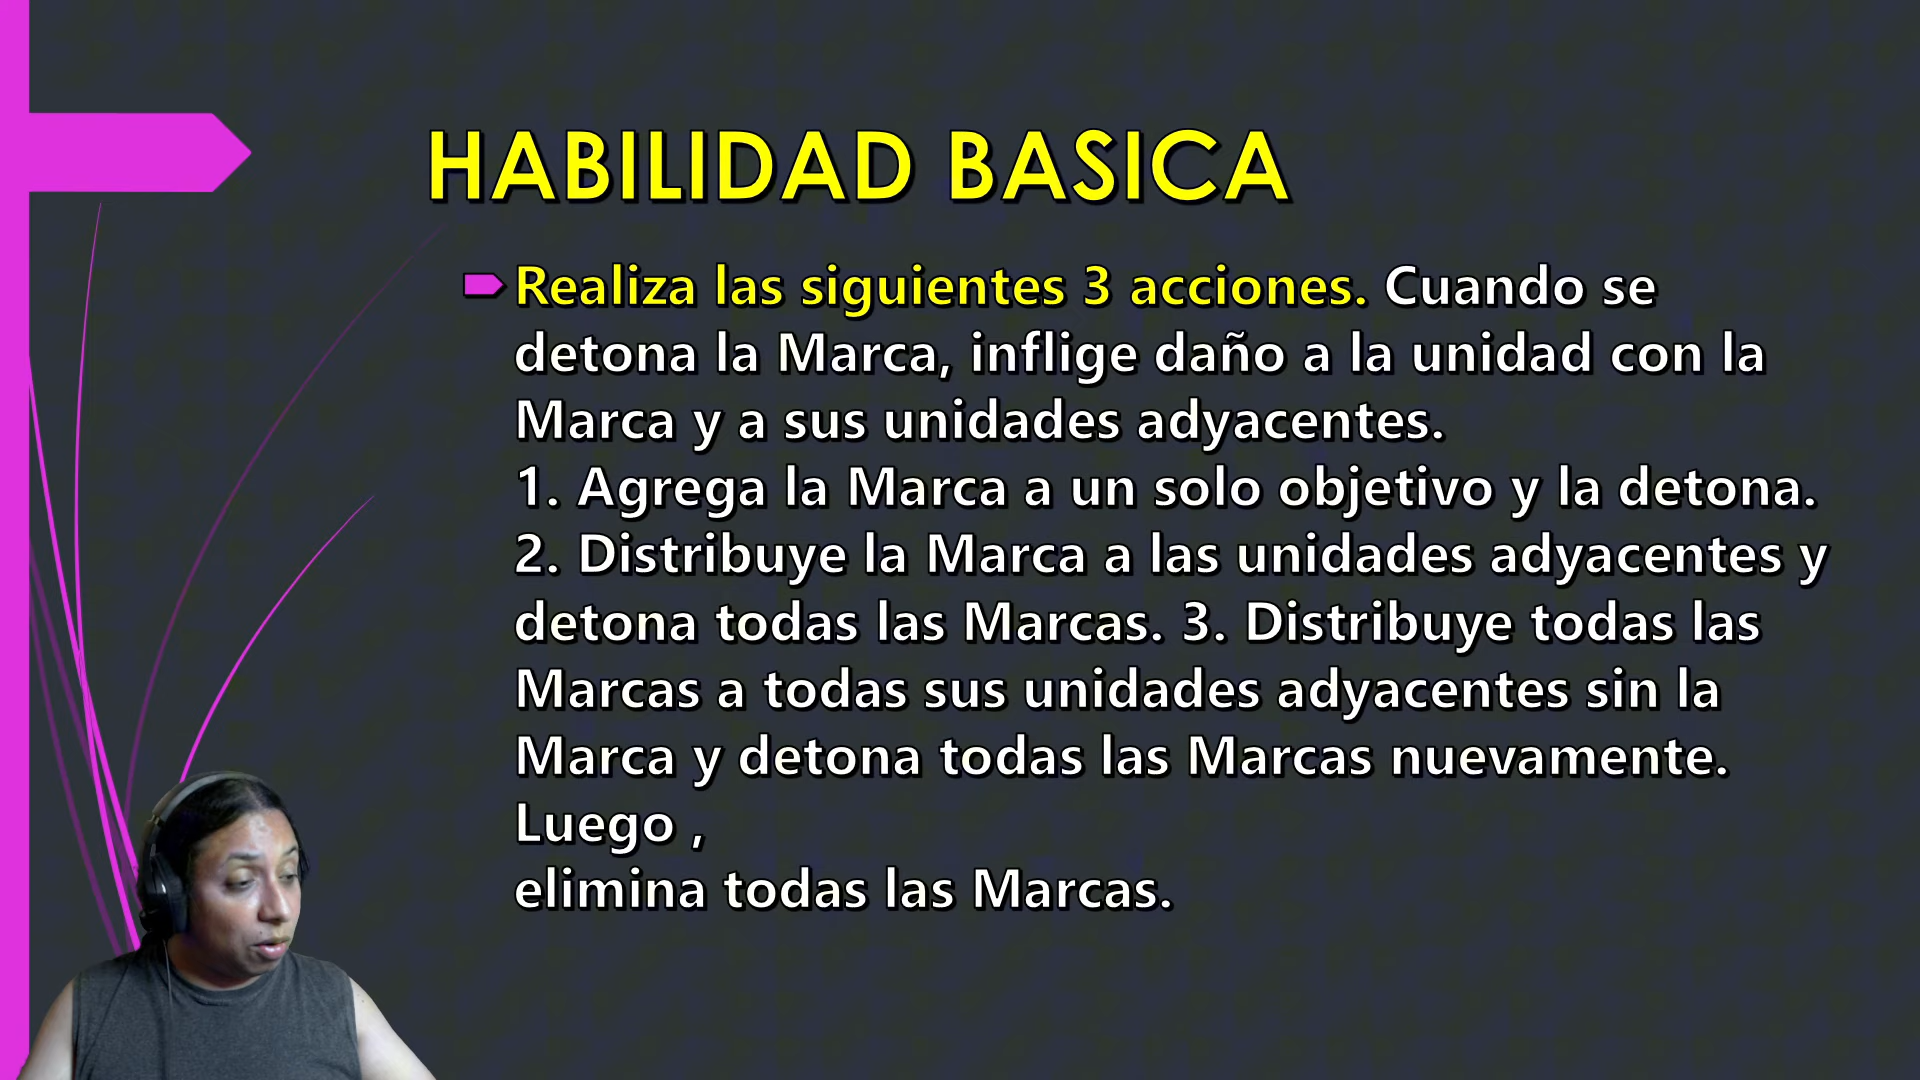 HABILIDAD BASICA
Realiza las siguientes 3 acciones. Cuando se
detona la Marca, inflige daño a la unidad con la
Marca y a sus unidades adyacentes.
1. Agrega la Marca a un solo objetivo y la detona.
2. Distribuye la Marca a las unidades adyacentes y
detona todas las Marcas. 3. Distribuye todas las
Marcas a todas sus unidades adyacentes sin la
Marca y detona todas las Marcas nuevamente.
Luego ,
elimina todas las Marcas.